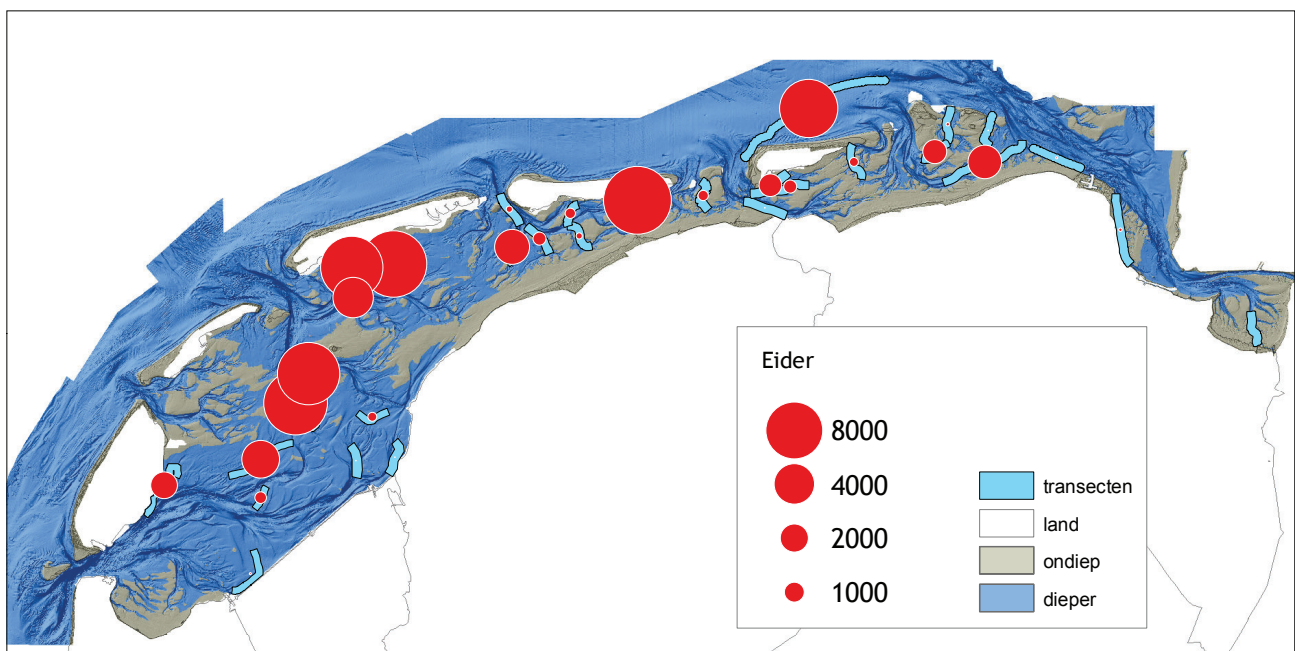 Eider
8000
4000
2000
1000
transecten
land
ondiep
dieper